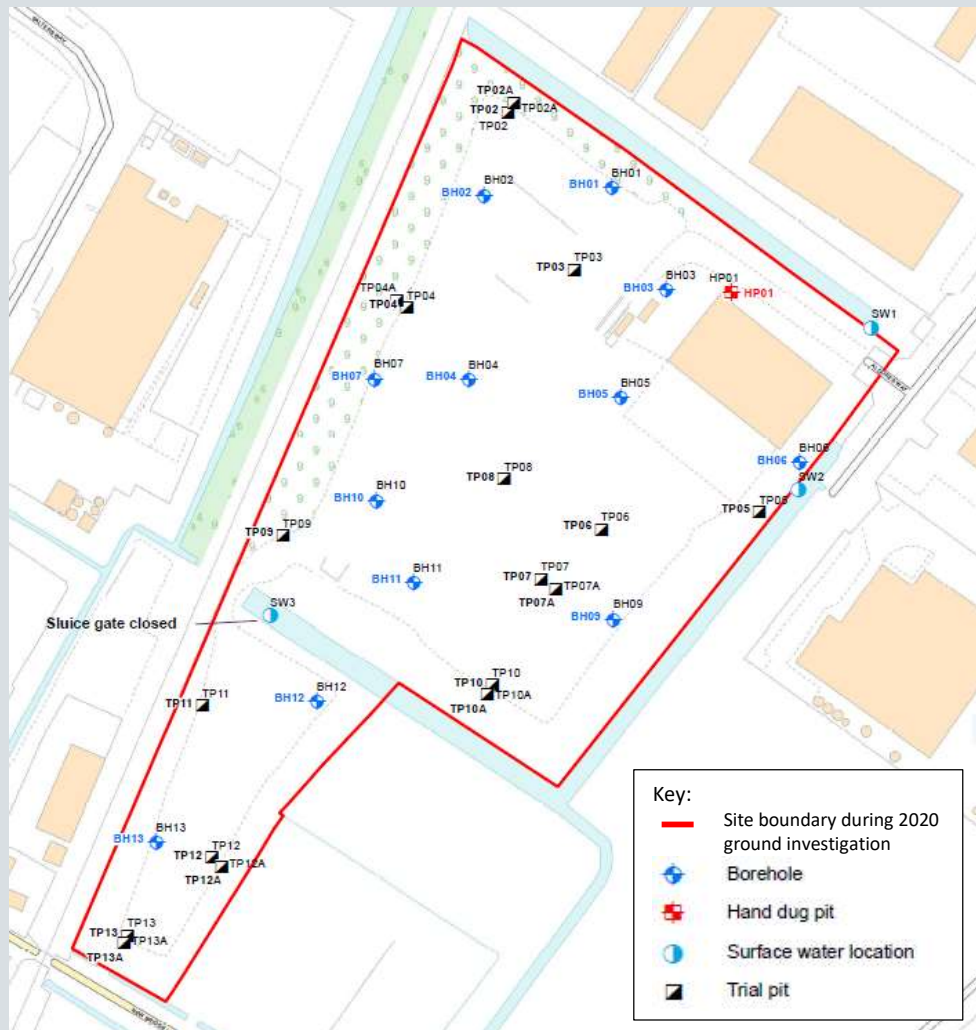 TP02A
TP02 TP02A
TP02
BH01
BH02 BH01
BH02
TP03
TP03
BH03 HP01
BH03 HP01
TP04A
TP04 TP04
SW1
BH07 BH04
BH07 BH04
BH05
BH05
BH06
BH06
SW2
TP08
TP08
TP05
BH10
BH10
TP06
TP06
TP09
TP09
TP07
TP07
BH11
BH11
TP07A
TP07A
SW3
BH09
BH09
Sluice gate closed
TP10
TP10
TP10A
TP10A
TP11
TP11
BH12
BH12
BH13
BH13
TP12
TP12
TP12A
TP12A
TP13
TP13
TP13A
TP13A
Key:
Site boundary during 2020
ground investigation
Borehole
Hand dug pit
Surface water location
Trial pit